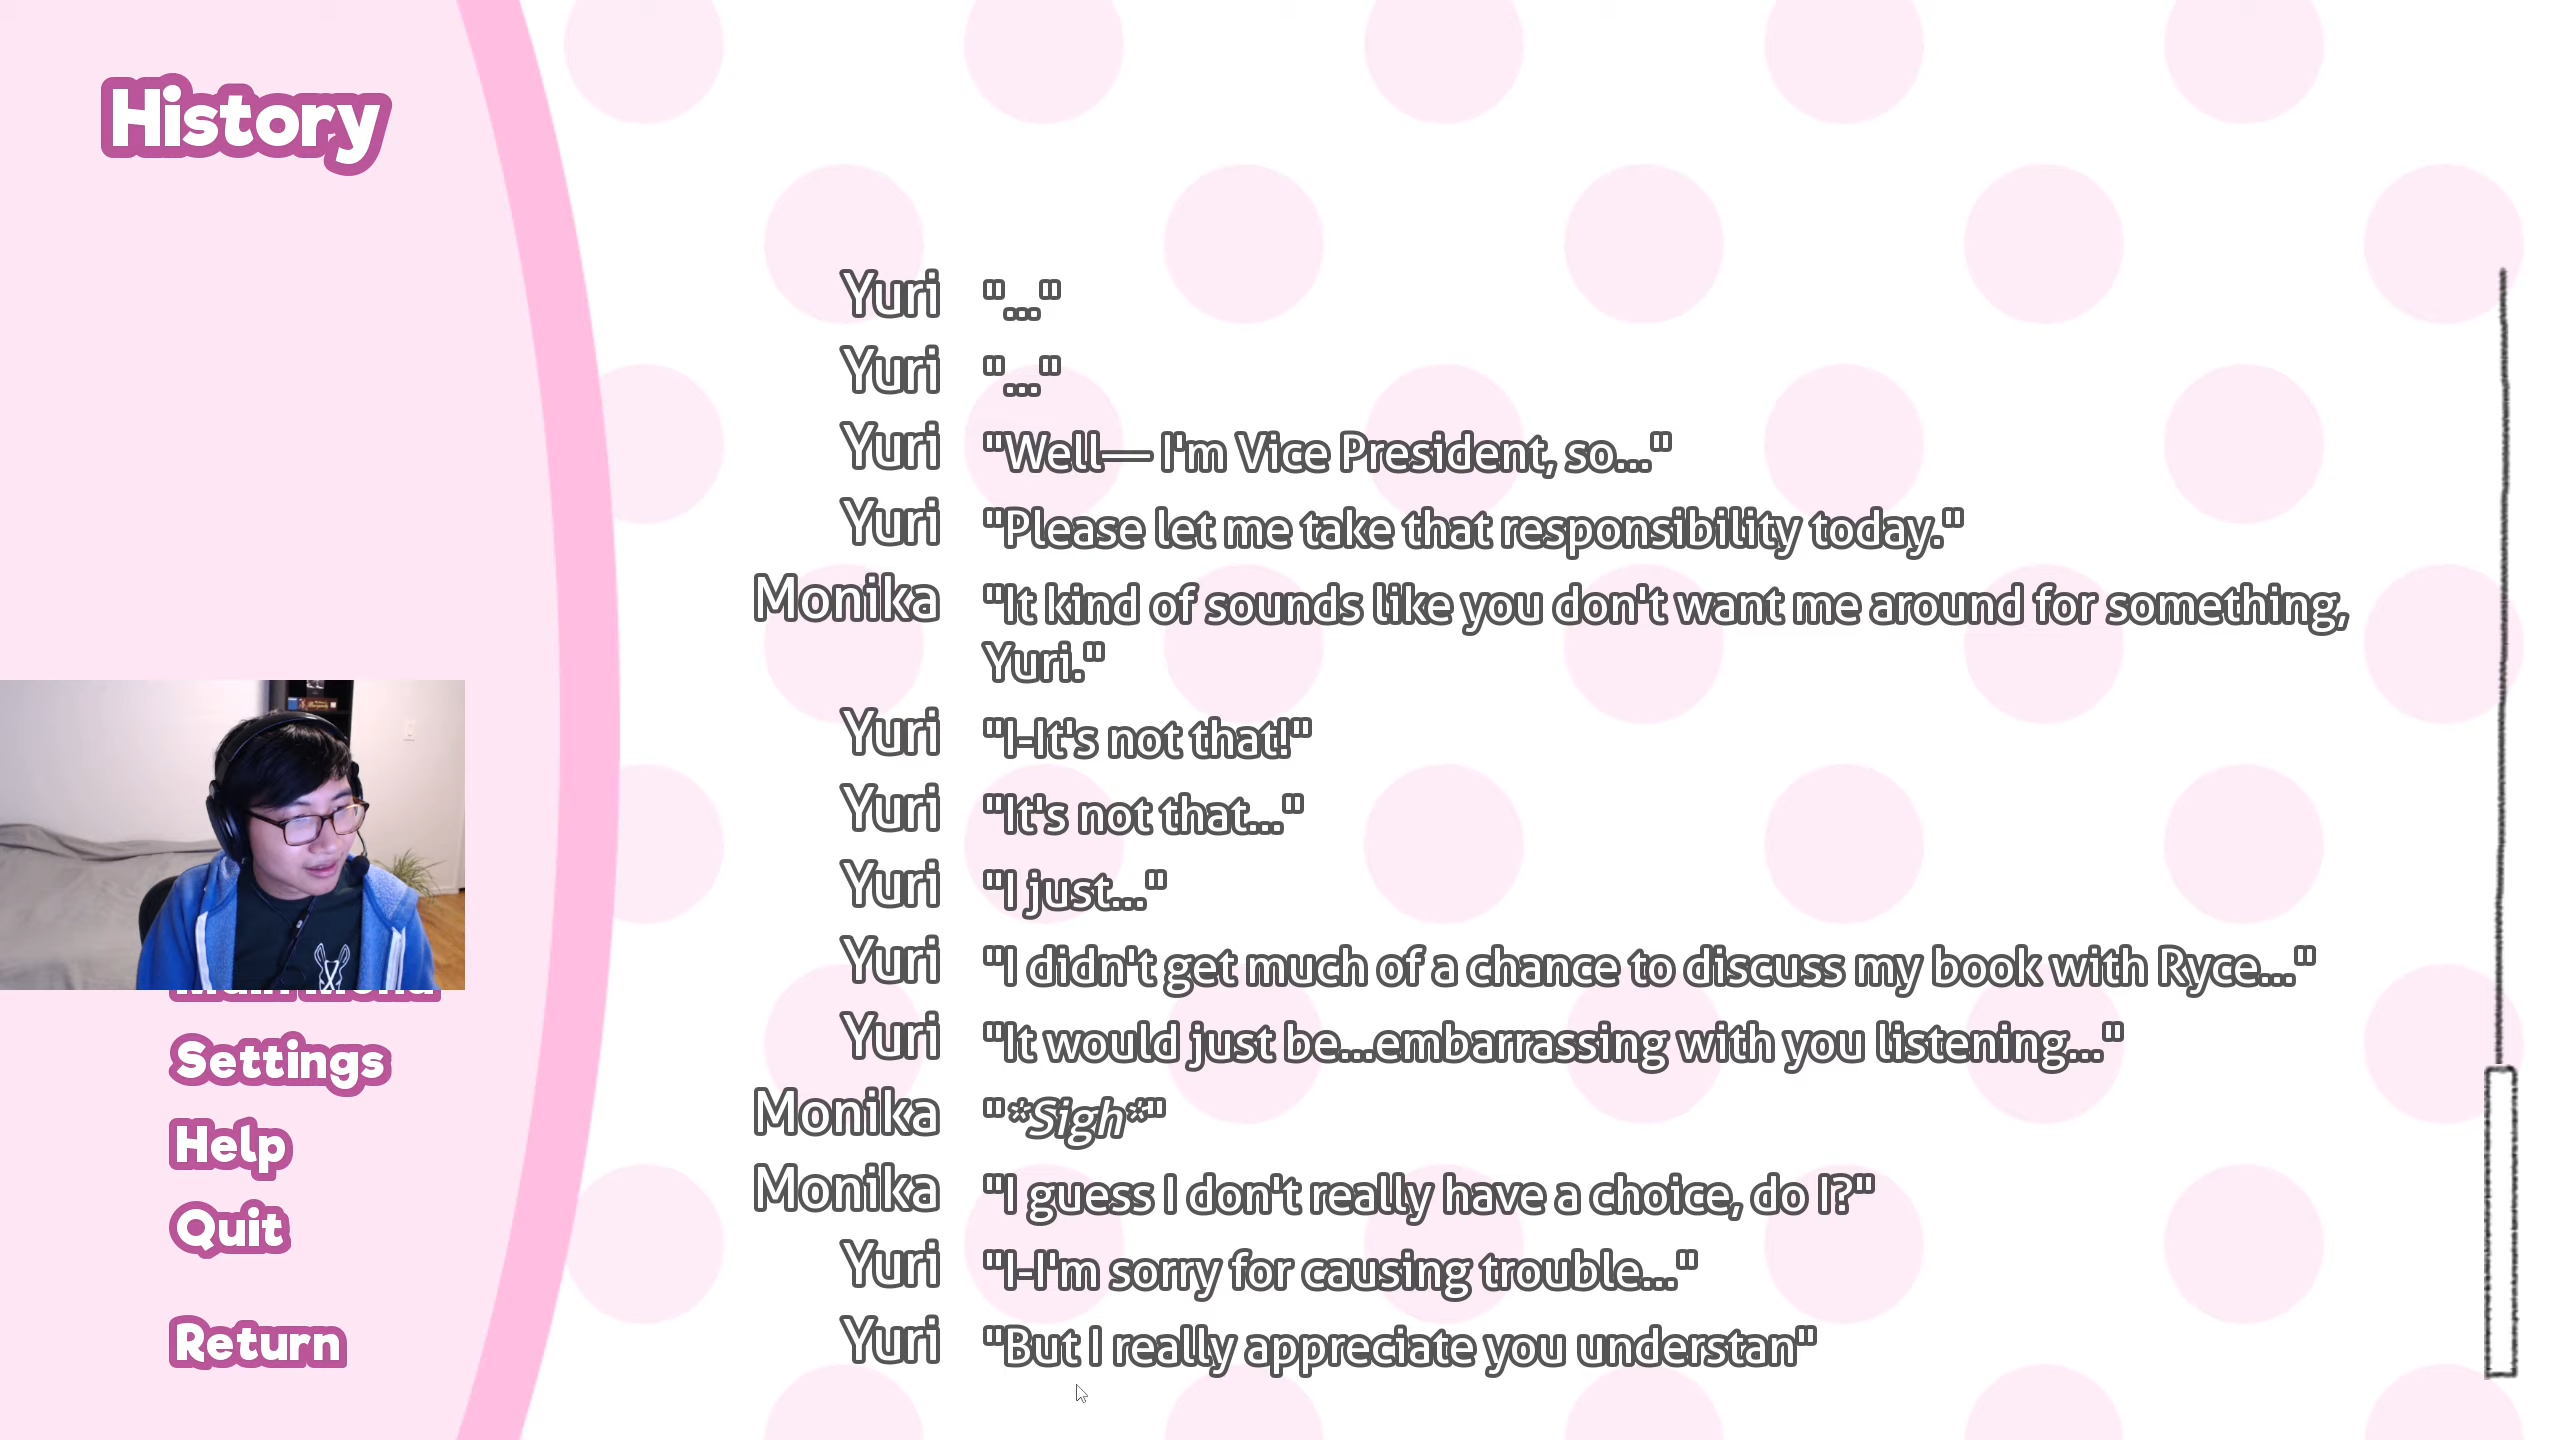 History
Yuri "..."
Yuri "..."
Yuri "Well— I'm Vice President, so..."
Yuri "Please let me take that responsibility today."
Monika "It kind of sounds like you don't want me around for something,
Yuri."
Yuri "I-It's not that!"
Yuri "It's not that..."
Yuri "I just..."
Yuri "I didn't get much of a chance to discuss my book with Ryce..."
Yuri "It would just be...embarrassing with you listening..."
Monika "*Sigh*"
Monika "I guess I don't really have a choice, do I?"
Yuri "I-I'm sorry for causing trouble..."
Yuri "But I really appreciate you understan"
Settings
Help
Quit
Return